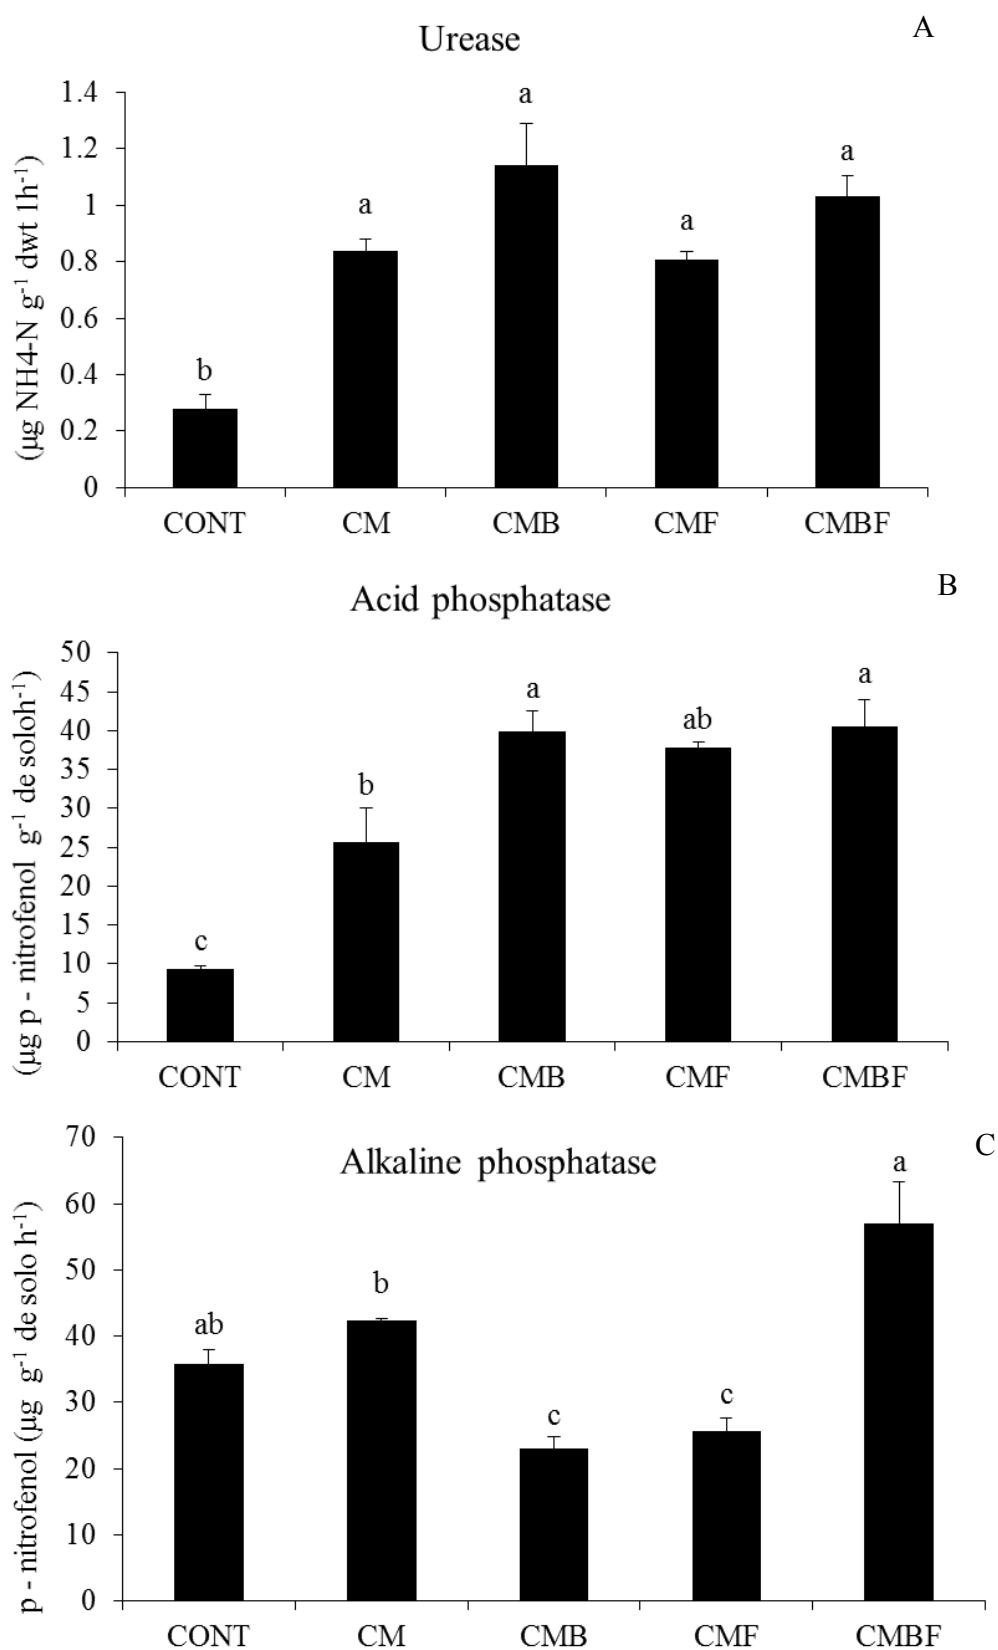 Urease
A
(µg NH4-N g-1 dwt 1h-1)
1.4
1.2
1
0.8
0.6
0.4
0.2
0
b
a
a
a
a
CONT CM CMB CMF CMBF
Acid phosphatase
B
(µg p - nitrofenol g-1 de soloh-1)
50
45
40
35
30
25
20
15
10
5
0
c
b
a
ab
a
CONT CM CMB CMF CMBF
Alkaline phosphatase
C
p - nitrofenol (µg g-1 de solo h-1)
70
60
50
40
30
20
10
0
ab
b
c
c
a
CONT CM CMB CMF CMBF